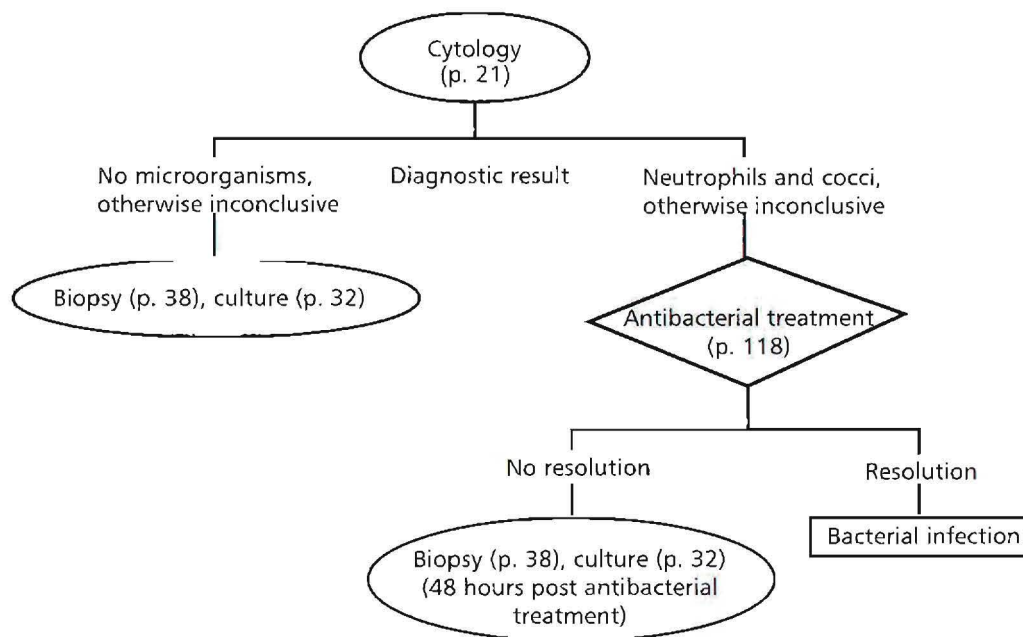 Cytology
(p. 21)
No microorganisms,
otherwise inconclusive
Diagnostic result
Neutrophils and cocci,
otherwise inconclusive
Biopsy (p. 38), culture (p. 32)
Antibacterial treatment
(p. 118)
No resolution
Resolution
Biopsy (p. 38), culture (p. 32)
(48 hours post antibacterial
treatment)
Bacterial infection